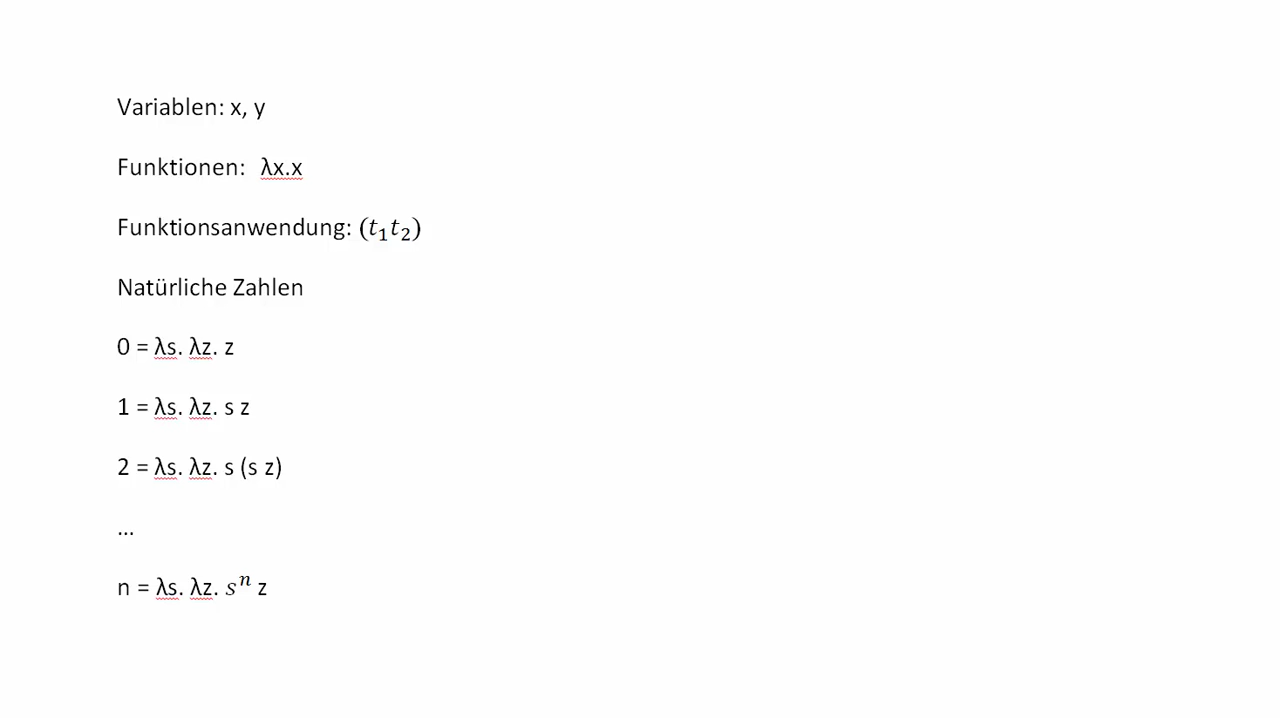 Variablen: x, y
Funktionen: λx.x
Funktionsanwendung: (t₁t₂)
Natürliche Zahlen
0 = λs. λz. z
1 = λs. λz. s z
2 = λs. λz. s (s z)
...
n = λs. λz. sⁿ z